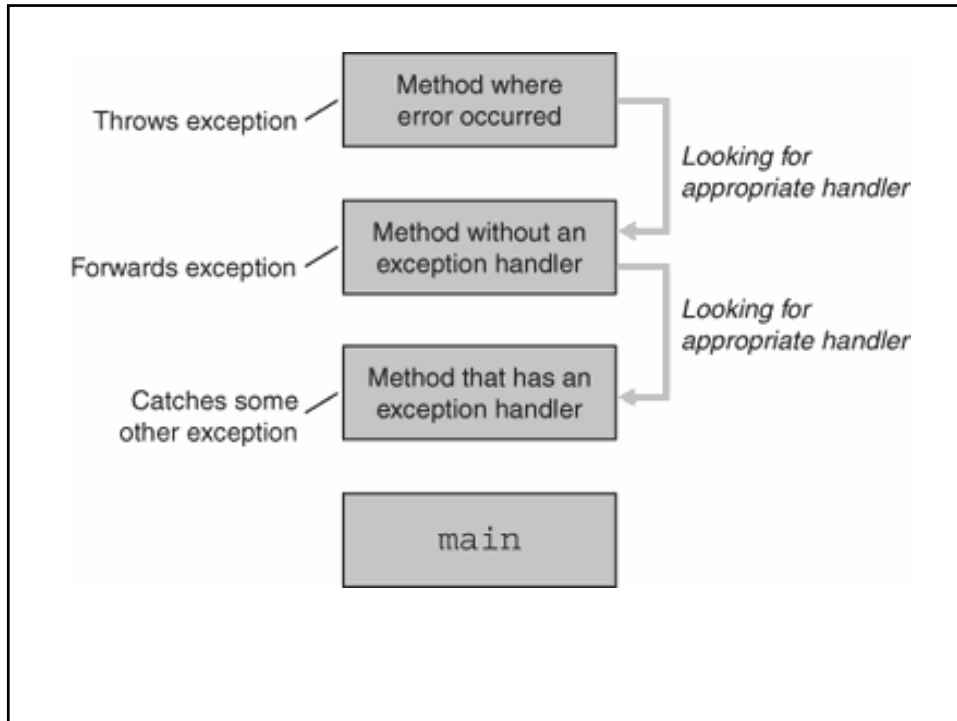 Method where
error occurred
Throws exception
Looking for
appropriate handler
Method without an
exception handler
Forwards exception
Looking for
appropriate handler
Method that has an
exception handler
Catches some
other exception
main